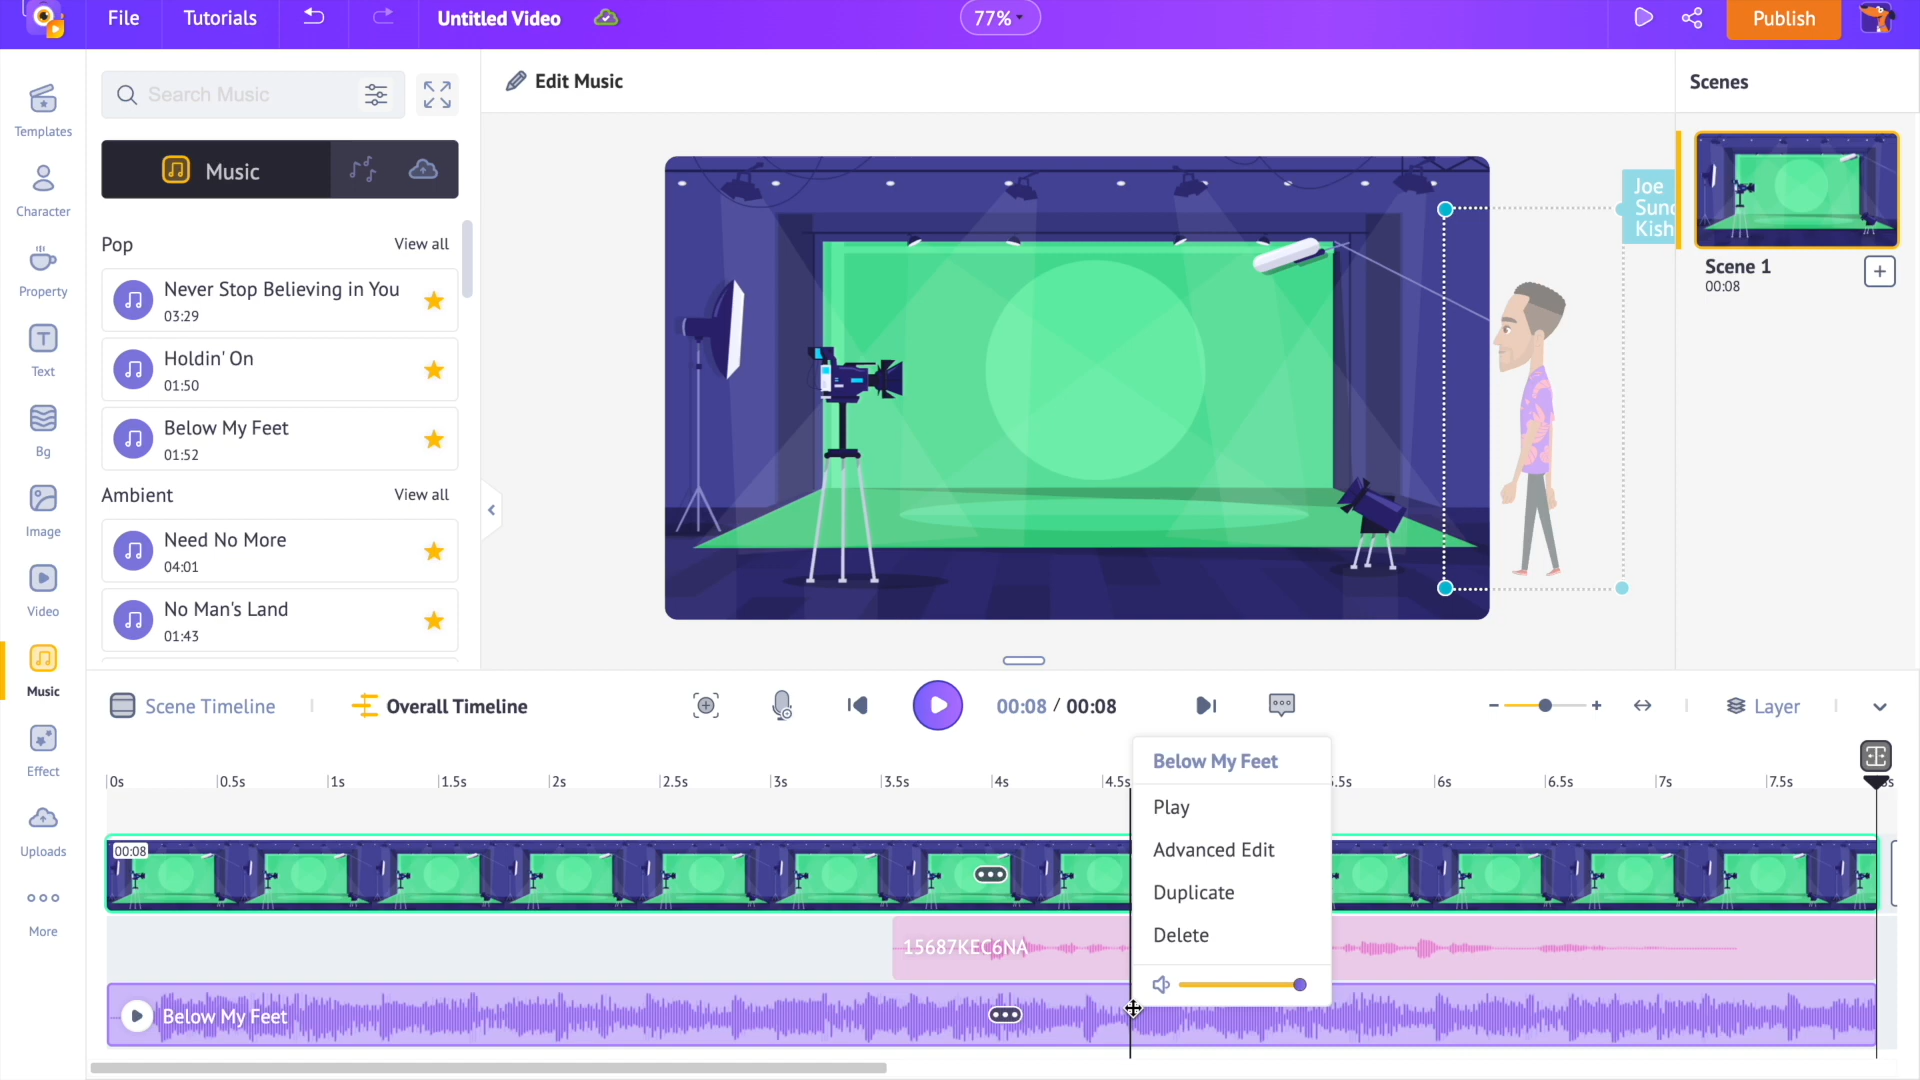 File
Tutorials
Untitled Video
77%
Publish
Templates
Character
Property
Text
Bg
Image
Video
Music
Effect
Uploads
More
Search Music
Music
Pop
View all
Never Stop Believing in You
03:29
Holdin' On
01:50
Below My Feet
01:52
Ambient
View all
Need No More
04:01
No Man's Land
01:43
Edit Music
Joe
Kish
Scenes
Scene 1
00:08
Scene Timeline
Overall Timeline
00:08 / 00:08
Layer
0s 0.5s 1s 1.5s 2s 2.5s 3s 3.5s 4s 4.5s 5.5s 6s 6.5s 7s 7.5s
00:08
15687KEC6NA
Below My Feet
Below My Feet
Play
Advanced Edit
Duplicate
Delete